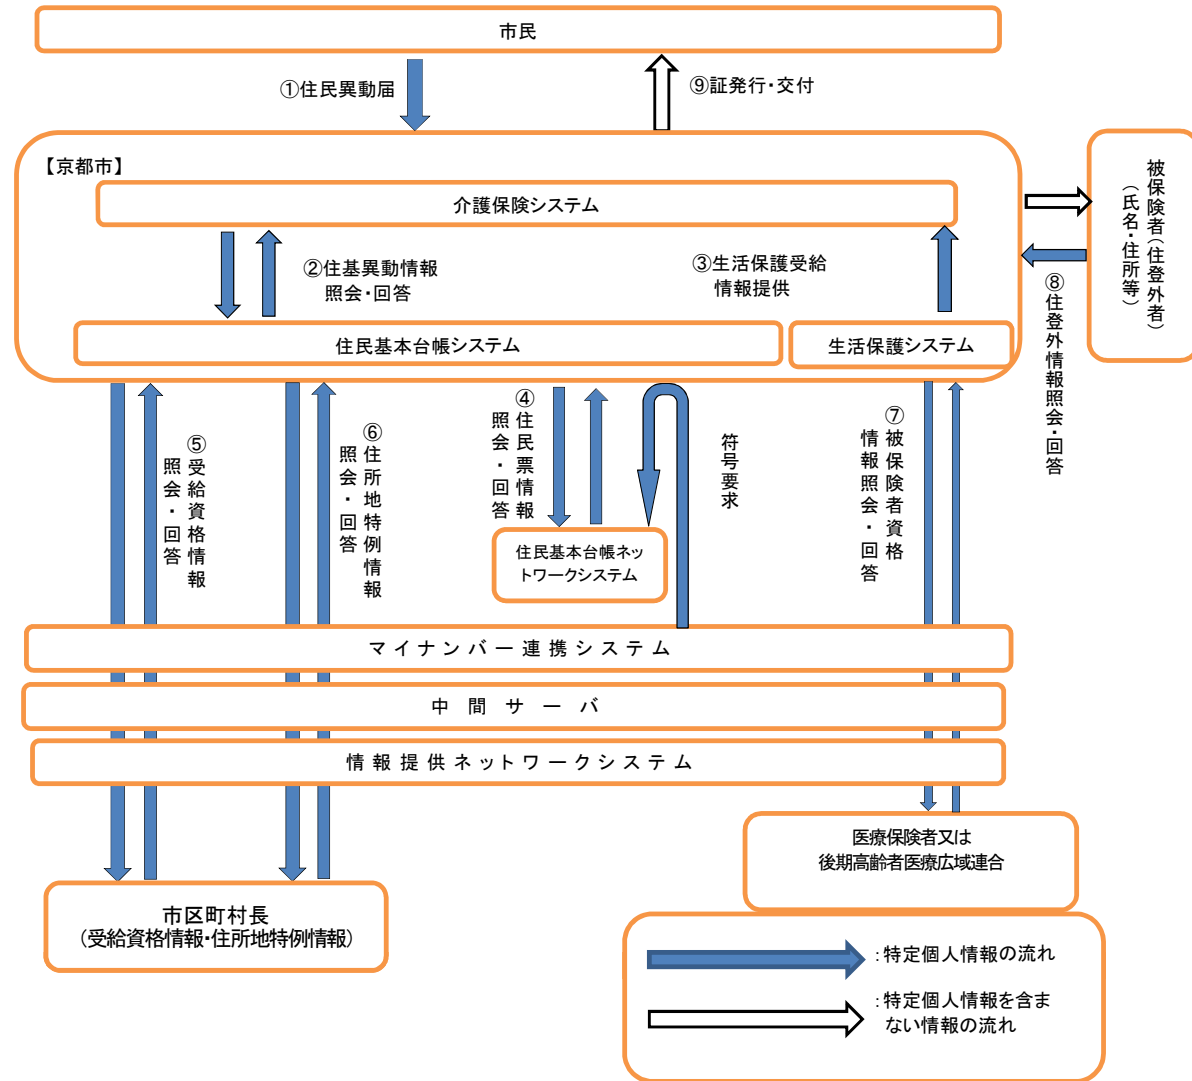 市民
①住民異動届
⑨証発行・交付
【京都市】
介護保険システム
②住基異動情報
照会・回答
③生活保護受給
情報提供
住民基本台帳システム
生活保護システム
被保険者(住登外者)
(氏名・住所等)
⑧住登外情報照会・回答
⑤受給資格情報
照会・回答
⑥住所地特例情報
照会・回答
④住民票情報
照会・回答
符号要求
⑦被保険者資格
情報照会・回答
住民基本台帳ネッ
トワークシステム
マイナンバー連携システム
中間サーバ
情報提供ネットワークシステム
医療保険者又は
後期高齢者医療広域連合
市区町村長
(受給資格情報・住所地特例情報)
:特定個人情報の流れ
:特定個人情報を含ま
ない情報の流れ